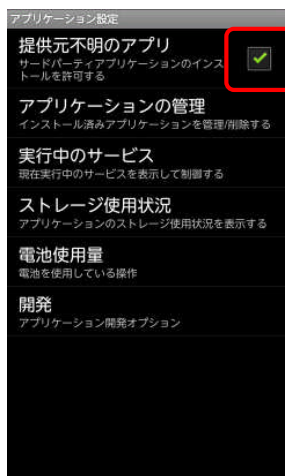 アプリケーション設定
提供元不明のアプリ
サードパーティアプリケーションのインス
トールを許可する
アプリケーションの管理
インストール済みアプリケーションを管理/削除する
実行中のサービス
現在実行中のサービスを表示して制御する
ストレージ使用状況
アプリケーションのストレージ使用状況を表示する
電池使用量
電池を使用している操作
開発
アプリケーション開発オプション